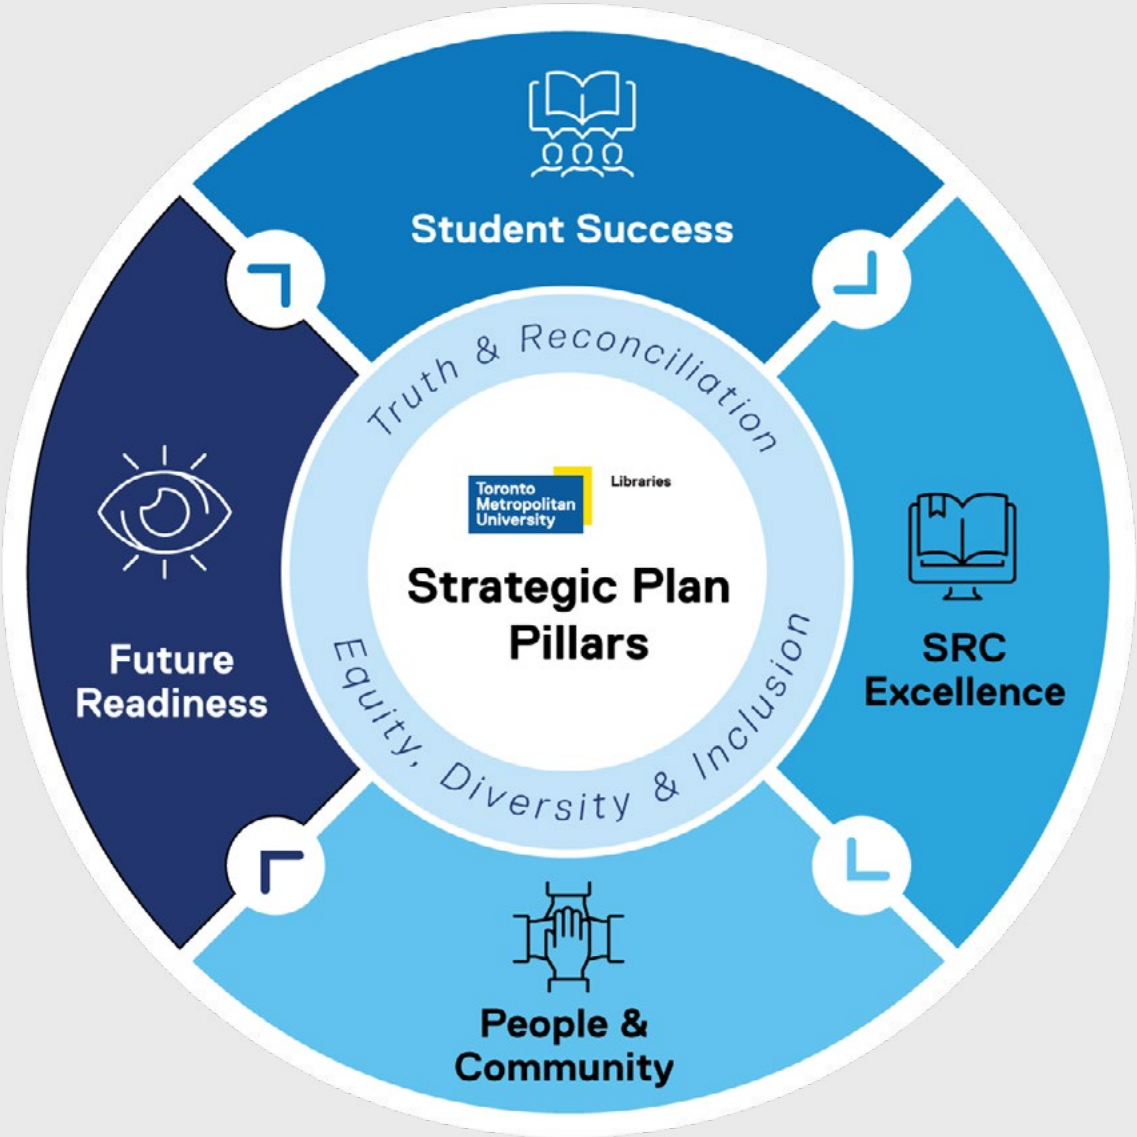 Student Success
Truth & Reconciliation
Toronto
Metropolitan
University
Libraries
Strategic Plan
Pillars
Future
Readiness
SRC
Excellence
Equity, Diversity & Inclusion
People &
Community